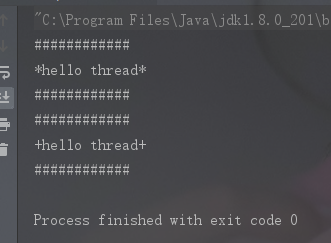 "C:\Program Files\Java\jdk1.8.0_201\b
############
*hello thread*
############
############
+hello thread+
############
Process finished with exit code 0